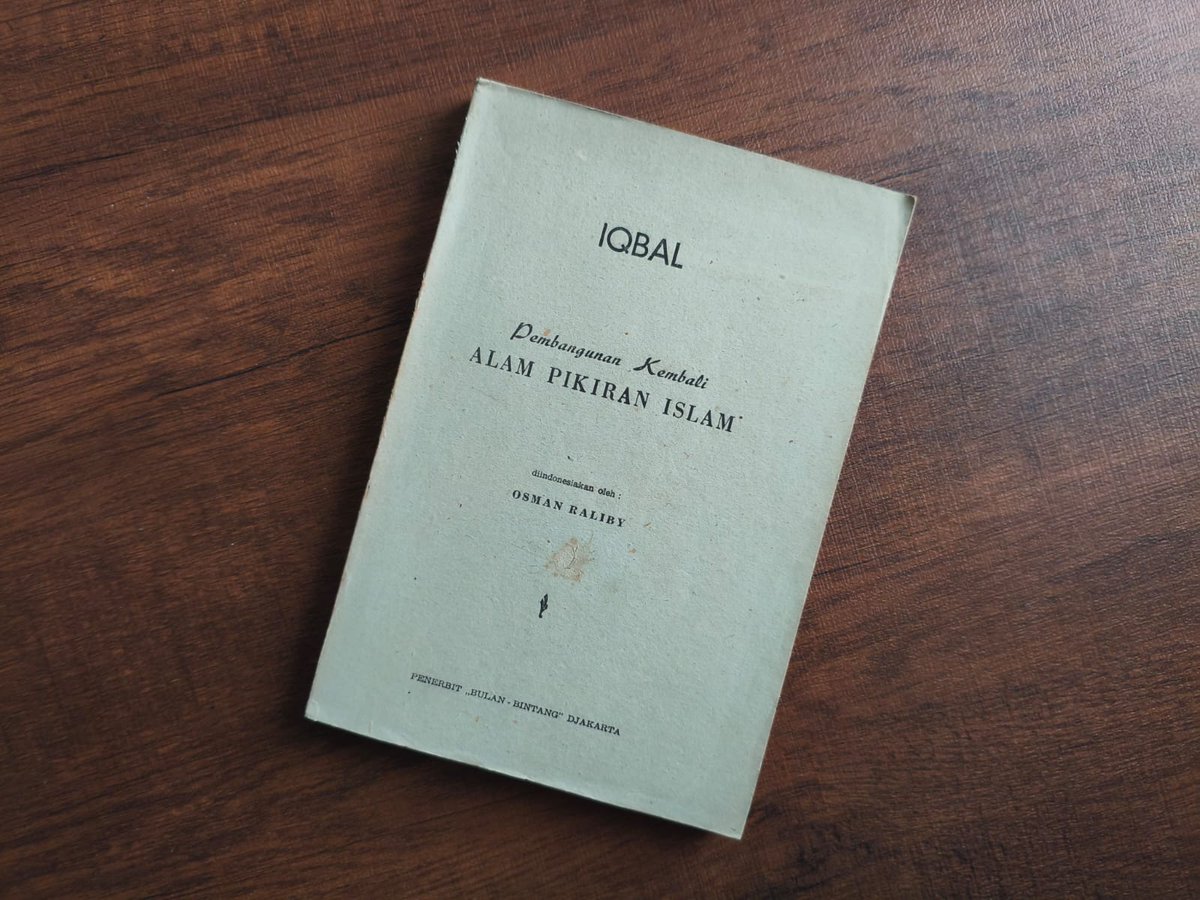 IQBAL
Pembangunan Kembali
ALAM PIKIRAN ISLAM
diindonesiakan oleh :
OSMAN RALIBY
PENERBIT „BULAN - BINTANG" DJAKARTA